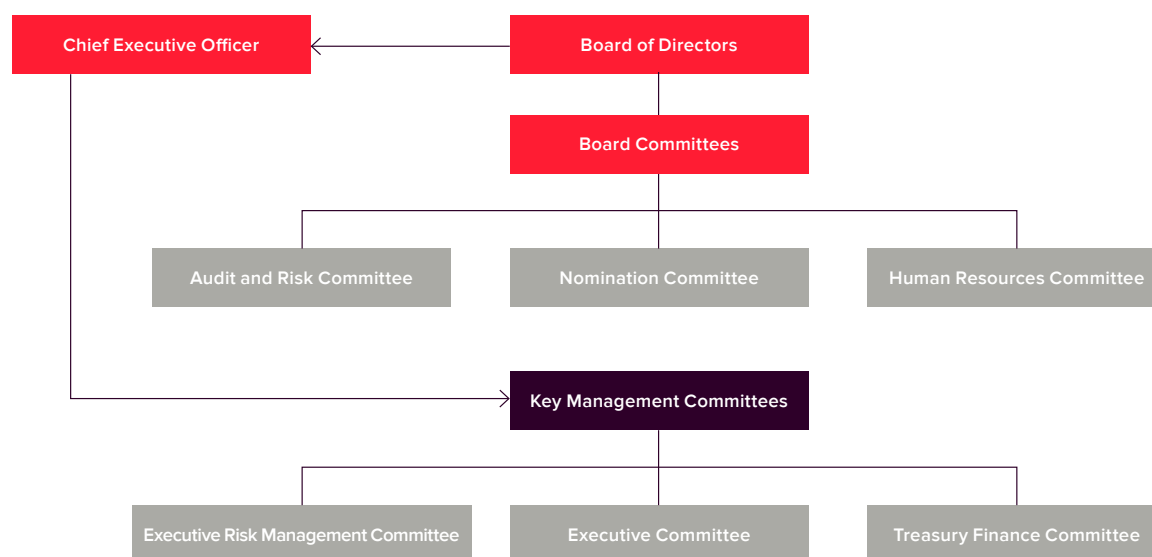 Chief Executive Officer
Board of Directors
Board Committees
Audit and Risk Committee
Nomination Committee
Human Resources Committee
Key Management Committees
Executive Risk Management Committee
Executive Committee
Treasury Finance Committee